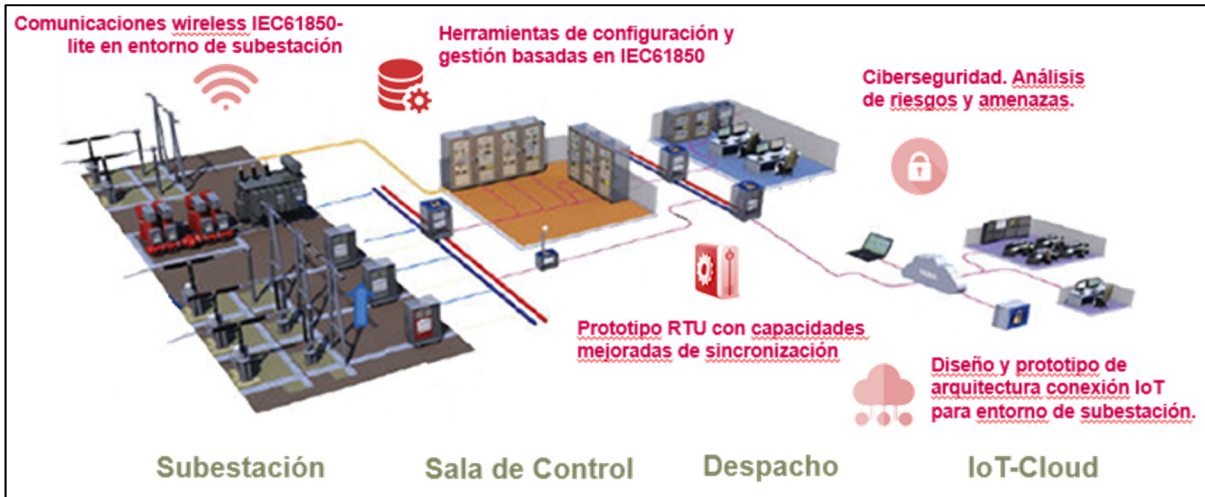 Comunicaciones wireless IEC61850-
lite en entorno de subestación
Herramientas de configuración y
gestión basadas en IEC61850
Ciberseguridad. Análisis
de riesgos y amenazas.
Prototipo RTU con capacidades
mejoradas de sincronización
Diseño y prototipo de
arquitectura conexión IoT
para entorno de subestación.
Subestación
Sala de Control
Despacho
IoT-Cloud